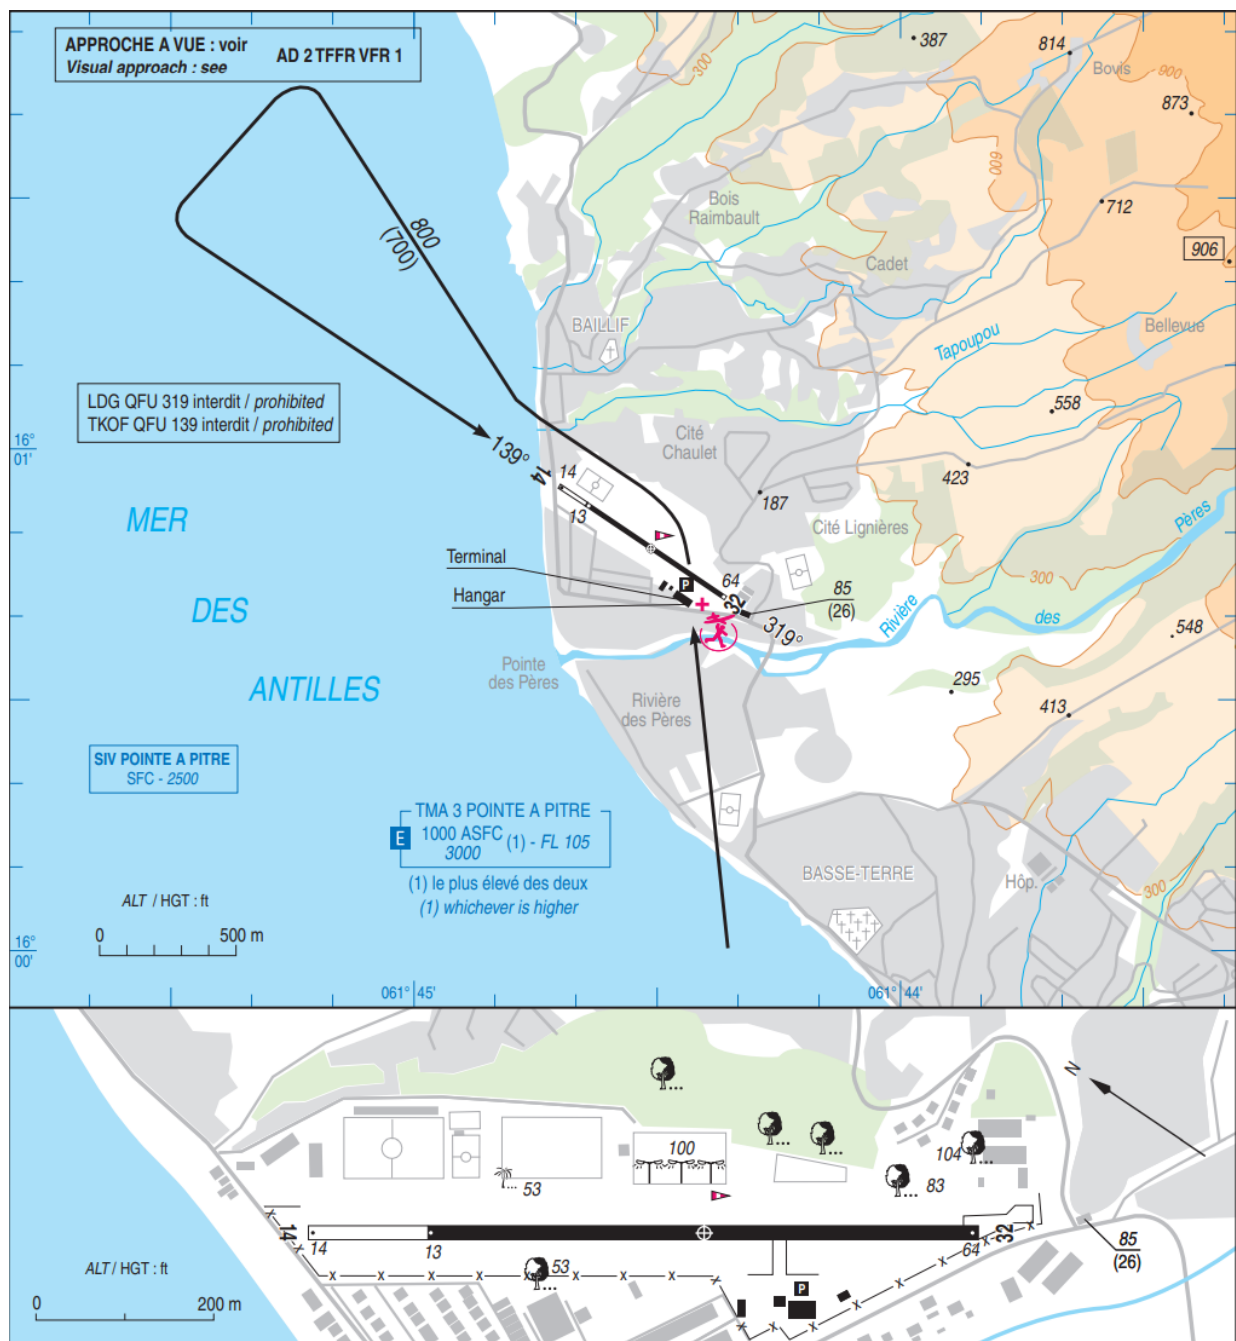 APPROCHE A VUE : voir
Visual approach : see
AD 2 TFFR VFR 1
387
814
Bovis
300
900
873
600
Bois
Raimbault
712
800
(700)
906
Cadet
BAILLIF
Tapoupou
Bellevue
LDG QFU 319 interdit / prohibited
TKOF QFU 139 interdit / prohibited
558
16°
01'
139°
14
14
Cité
Chaulet
423
187
13
MER
Cité Lignières
Pères
Terminal
P
64
300
Hangar
32
85
(26)
DES
319°
Rivière
des
548
Pointe
des Pères
295
ANTILLES
Rivière
des Pères
413
SIV POINTE A PITRE
SFC - 2500
TMA 3 POINTE A PITRE
E
1000 ASFC
3000
(1) - FL 105
(1) le plus élevé des deux
(1) whichever is higher
BASSE-TERRE
Hôp.
300
ALT / HGT : ft
0
500 m
16°
00'
061° 45'
061° 44'
N
100
104
53
83
14
32
14
13
64
85
(26)
53
ALT / HGT : ft
P
0
200 m